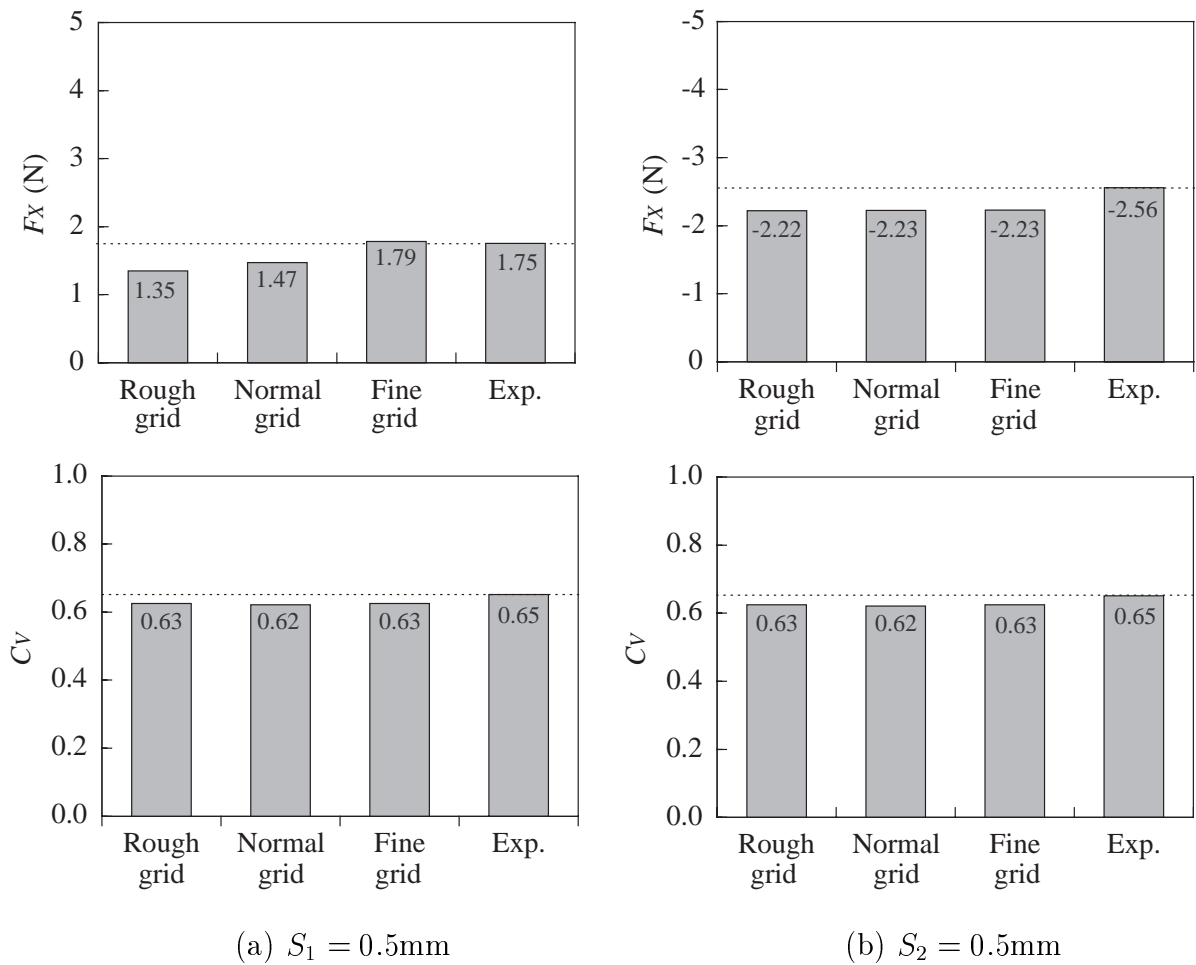 5
4
3
2
1
0
FX (N)
1.35
1.47
1.79
1.75
Rough grid
Normal grid
Fine grid
Exp.
-5
-4
-3
-2
-1
0
FX (N)
-2.22
-2.23
-2.23
-2.56
Rough grid
Normal grid
Fine grid
Exp.
1.0
0.8
0.6
0.4
0.2
0.0
CV
0.63
0.62
0.63
0.65
Rough grid
Normal grid
Fine grid
Exp.
1.0
0.8
0.6
0.4
0.2
0.0
CV
0.63
0.62
0.63
0.65
Rough grid
Normal grid
Fine grid
Exp.
(a) S₁ = 0.5mm
(b) S₂ = 0.5mm